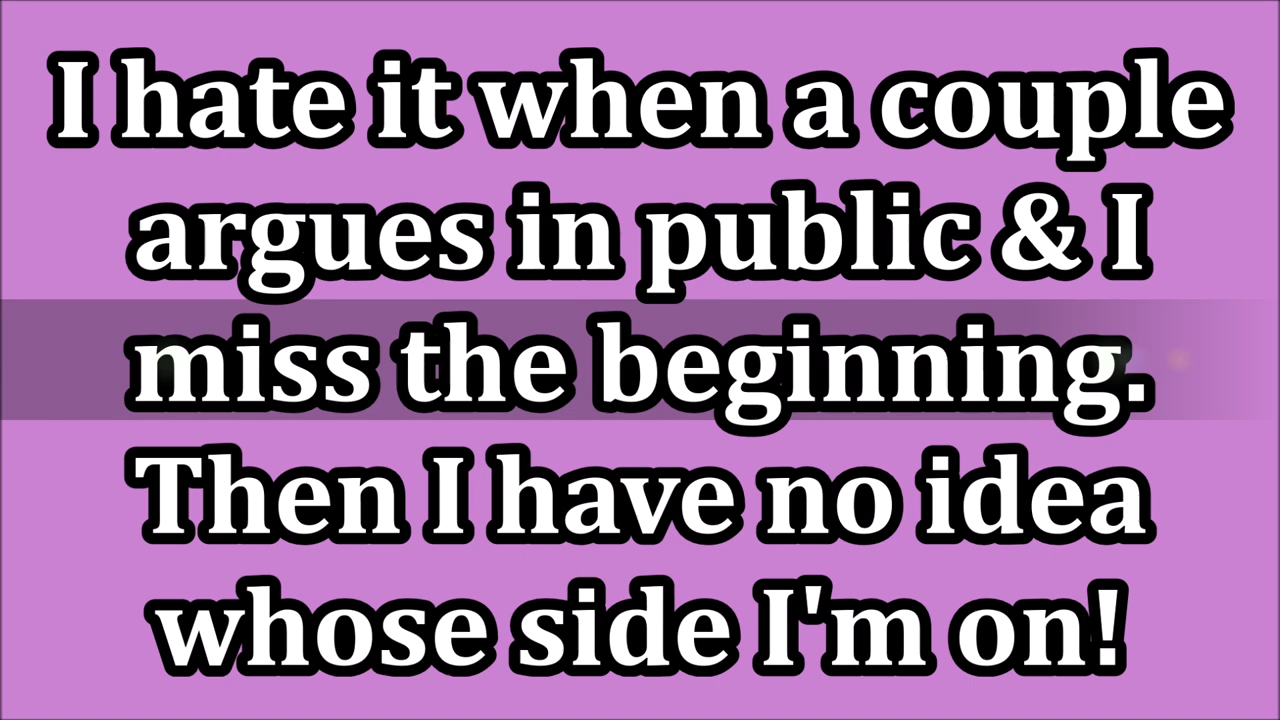 I hate it when a couple
argues in public & I
miss the beginning.
Then I have no idea
whose side I'm on!